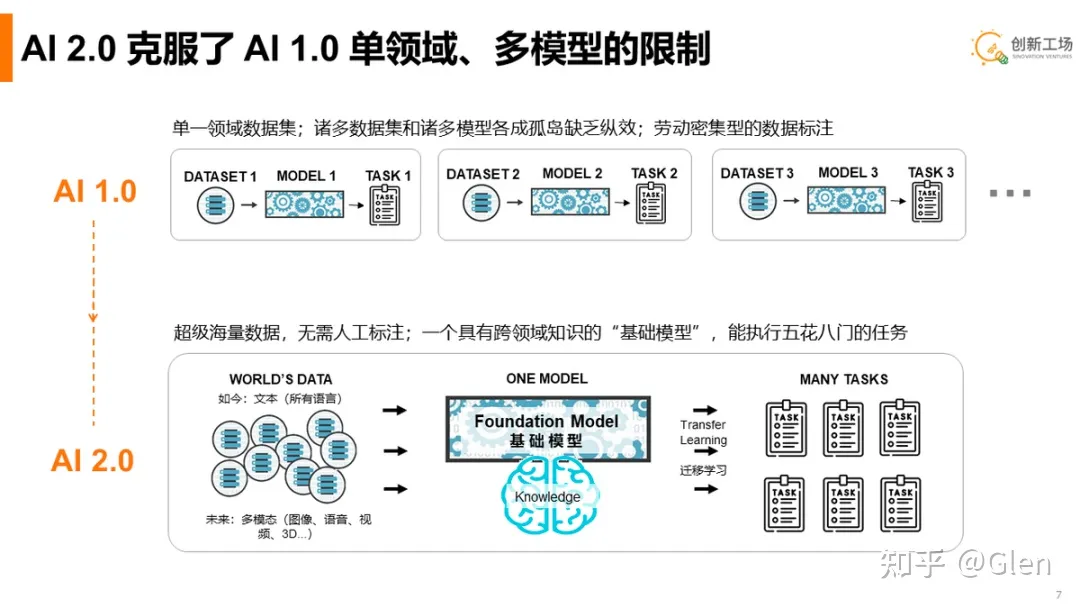 AI 2.0 克服了 AI 1.0 单领域、多模型的限制
创新工场
SINOVATION VENTURES
单一领域数据集；诸多数据集和诸多模型各成孤岛缺乏纵效；劳动密集型的数据标注
AI 1.0
DATASET 1
MODEL 1
TASK 1
TASK
DATASET 2
MODEL 2
TASK 2
TASK
DATASET 3
MODEL 3
TASK 3
TASK
超级海量数据，无需人工标注；一个具有跨领域知识的“基础模型”，能执行五花八门的任务
AI 2.0
WORLD'S DATA
如今：文本（所有语言）
未来：多模态（图像、语音、视
频、3D...）
ONE MODEL
Foundation Model
基础模型
Knowledge
Transfer
Learning
迁移学习
MANY TASKS
TASK
TASK
TASK
TASK
TASK
TASK
知乎 @Glen
7